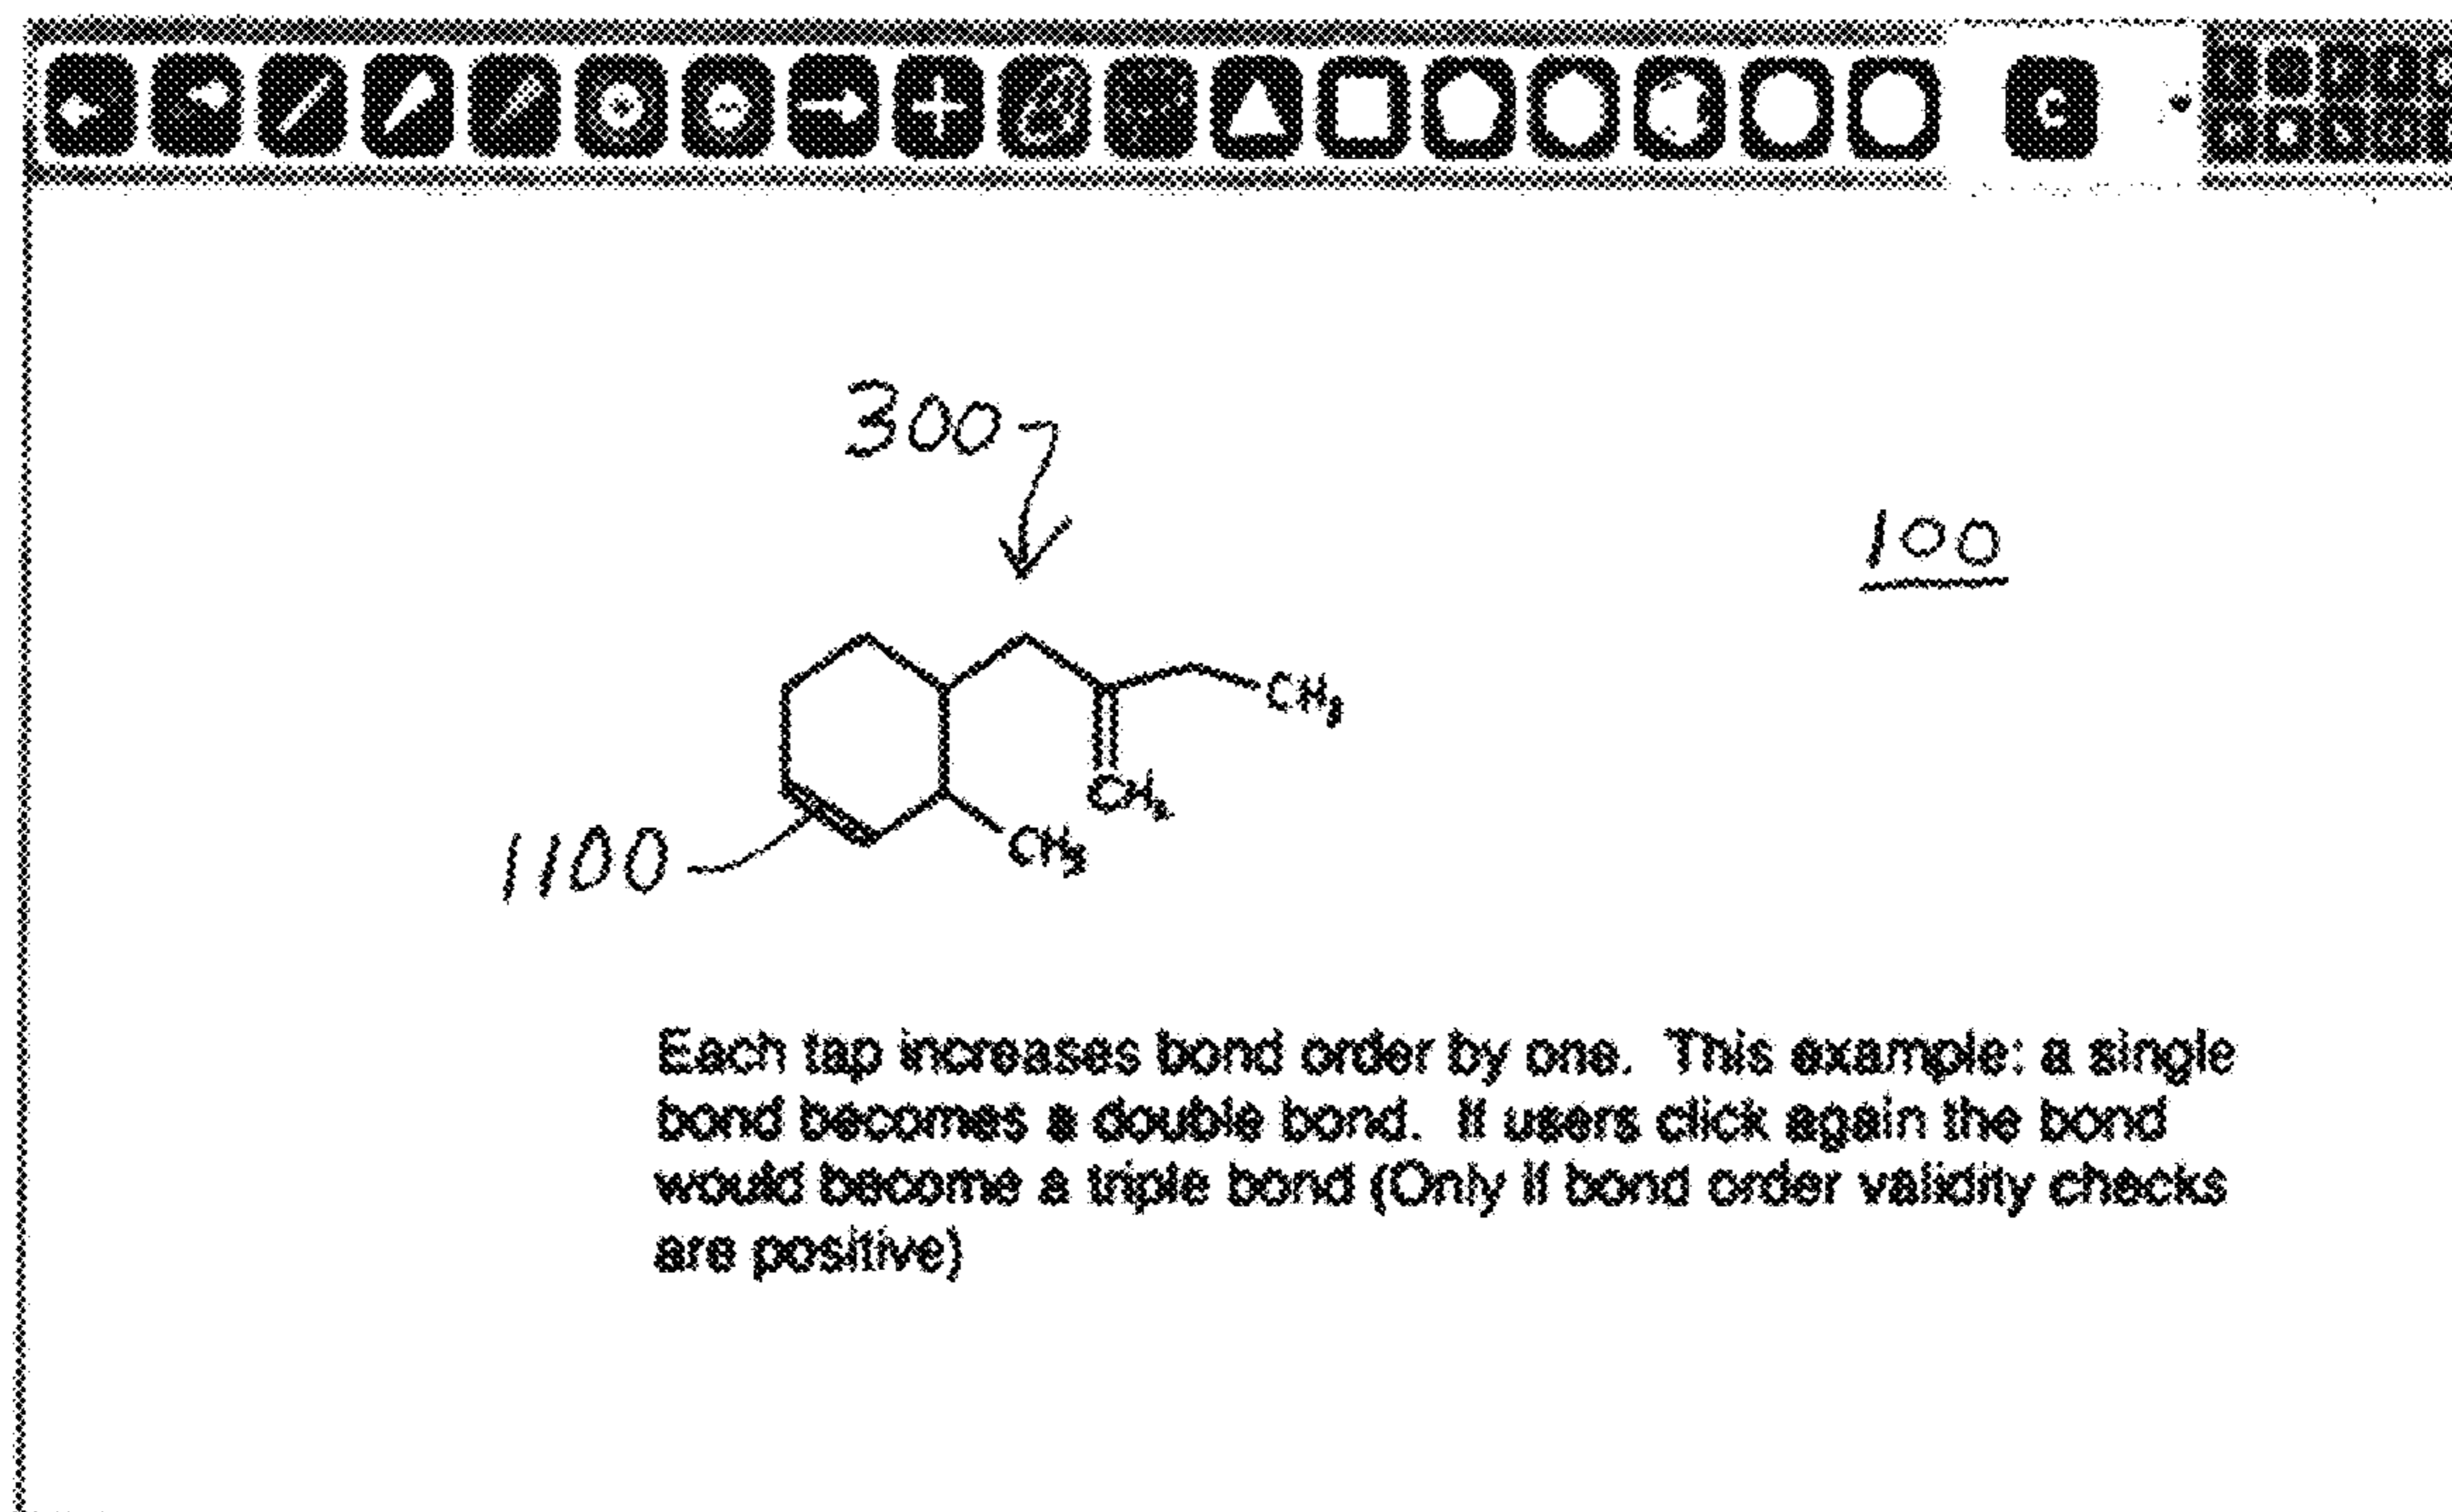 300
100
CH3
CH2
CH3
1100
Each tap increases bond order by one. This example: a single
bond becomes a double bond. If users click again the bond
would become a triple bond (Only if bond order validity checks
are positive)